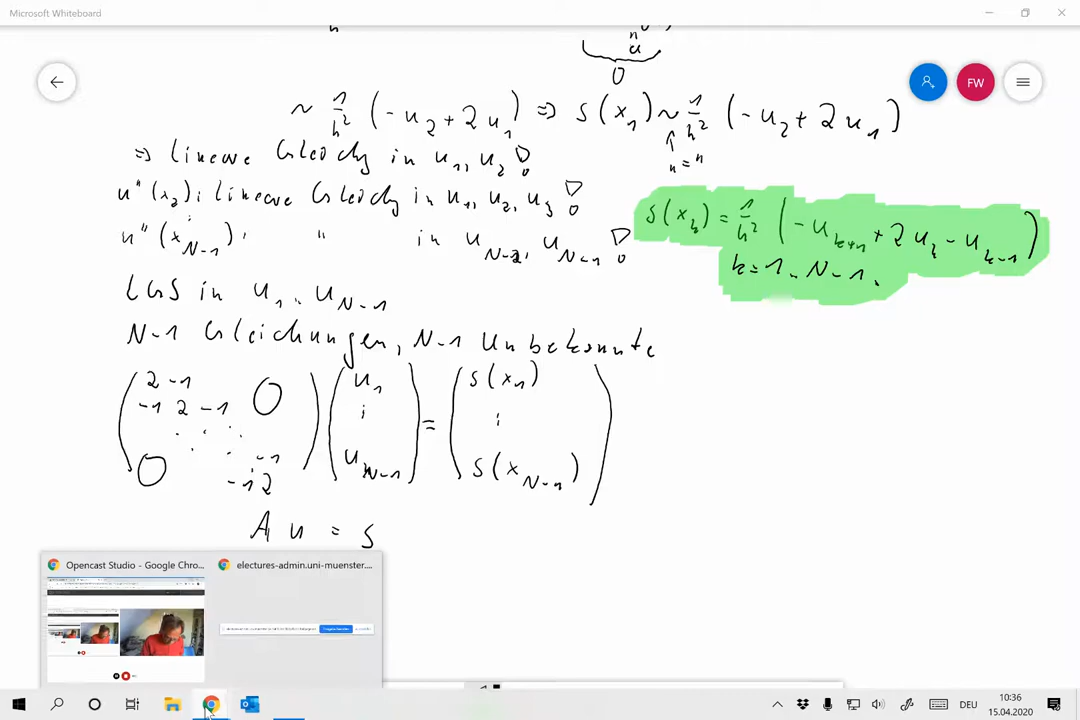 Microsoft Whiteboard
n
n
u
0
FW
~ 1/h² (-u₂ + 2u₁) => s(x₁) ~ 1/h² (-u₂ + 2u₁)
"="
=> lineare Gleichg in u₁, u₂ !
u"(x₂): lineare Gleichg in u₁, u₂, u₃ !
s(x_k) = 1/h² (-u_{k+1} + 2u_k - u_{k-1})
k = 1..N-1.
u"(x_{N-1}) " " in u_{N-2}, u_{N-1} !
LGS in u₁..u_{N-1}
N-1 Gleichungen, N-1 Unbekannte
2 -1 0 u₁ s(x₁)
-1 2 -1 ⋮ = ⋮
⋱ ⋱ -1
0 -1 2 u_{N-1} s(x_{N-1})
A u = s
Opencast Studio - Google Chro...
electures-admin.uni-muenster....
DEU
10:36
15.04.2020